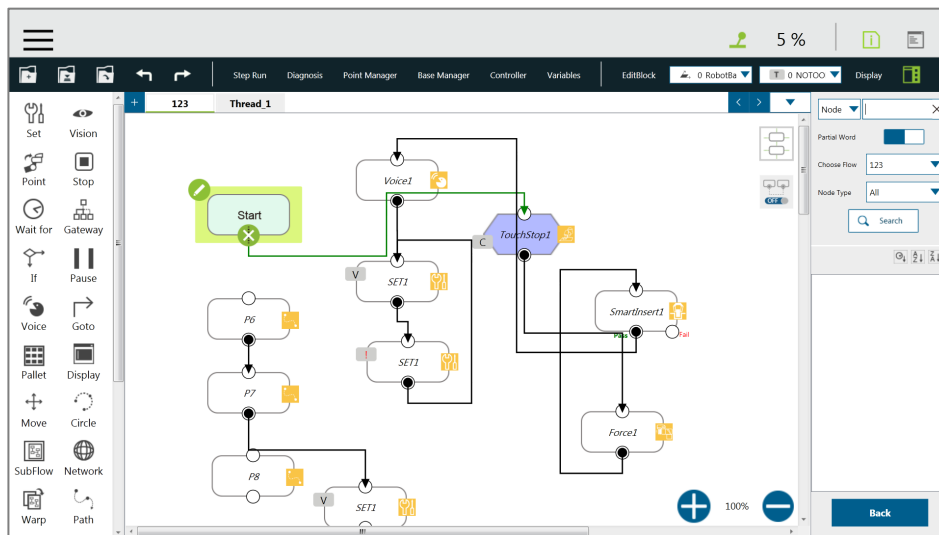 5 %
Step Run Diagnosis Point Manager Base Manager Controller Variables EditBlock 0 RobotBa T 0 NOTOO Display
123 Thread_1
Set Vision
Point Stop
Wait for Gateway
If Pause
Voice Goto
Pallet Display
Move Circle
SubFlow Network
Warp Path
Start
Voice1
TouchStop1
C
V
SET1
!
SET1
P6
P7
P8
V
SET1
SmartInsert1
Pass
Fail
Force1
OFF
100%
Node
Partial Word
Choose Flow 123
Node Type All
Search
A
Z
Z
A
Back